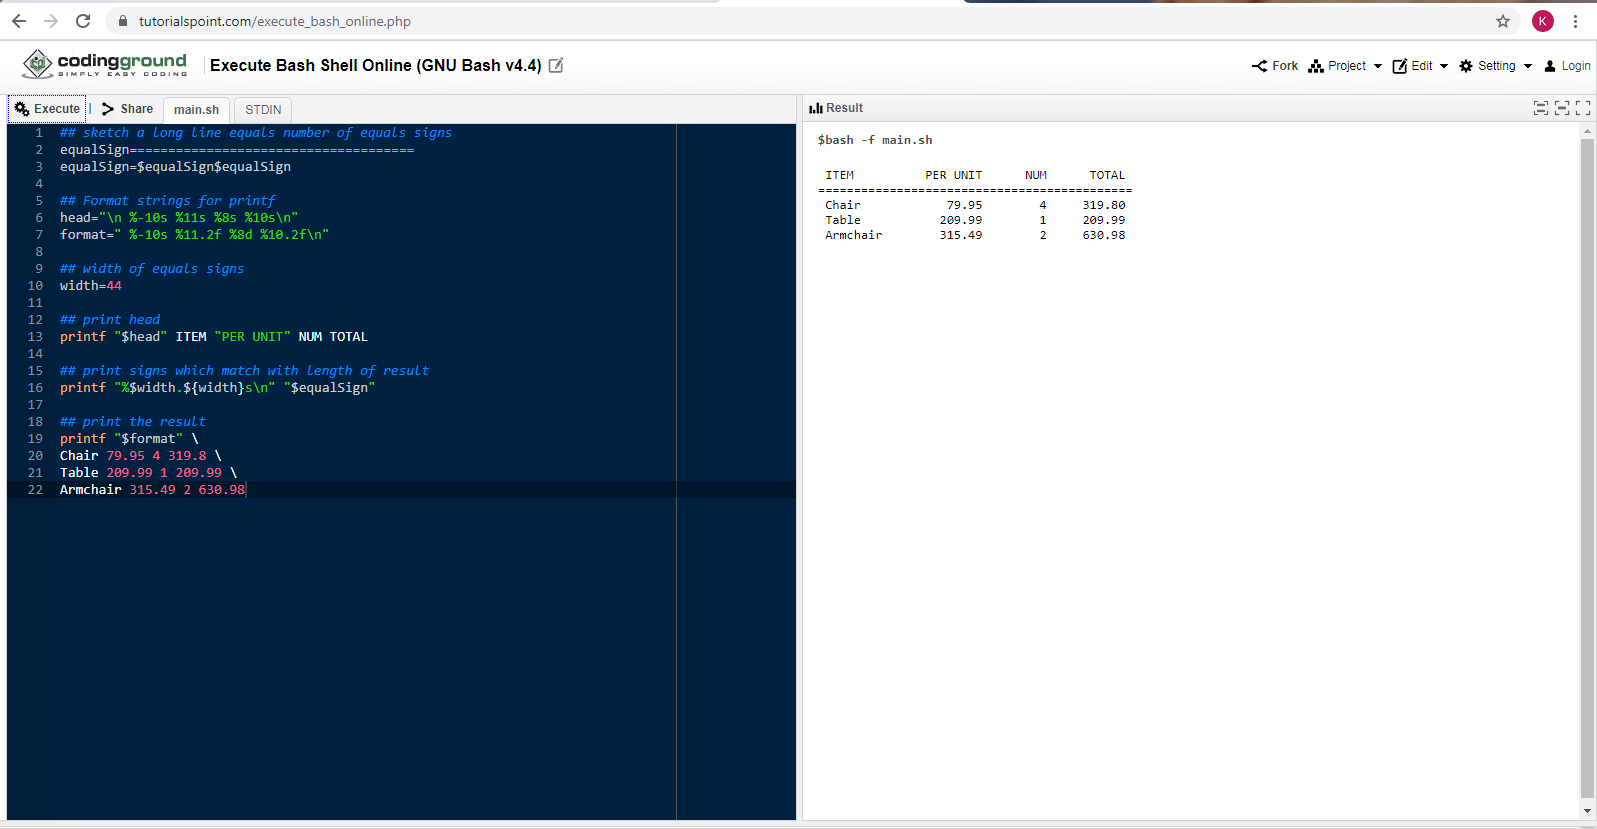 tutorialspoint.com/execute_bash_online.php
K
codingground
SIMPLY EASY CODING
Execute Bash Shell Online (GNU Bash v4.4)
Fork Project Edit Setting Login
Execute | Share main.sh STDIN
1 ## sketch a long line equals number of equals signs
2 equalSign=====================================
3 equalSign=$equalSign$equalSign
4
5 ## Format strings for printf
6 head="\n %-10s %11s %8s %10s\n"
7 format=" %-10s %11.2f %8d %10.2f\n"
8
9 ## width of equals signs
10 width=44
11
12 ## print head
13 printf "$head" ITEM "PER UNIT" NUM TOTAL
14
15 ## print signs which match with length of result
16 printf "%$width.${width}s\n" "$equalSign"
17
18 ## print the result
19 printf "$format" \
20 Chair 79.95 4 319.8 \
21 Table 209.99 1 209.99 \
22 Armchair 315.49 2 630.98
Result
$bash -f main.sh
ITEM PER UNIT NUM TOTAL
============================================
Chair 79.95 4 319.80
Table 209.99 1 209.99
Armchair 315.49 2 630.98